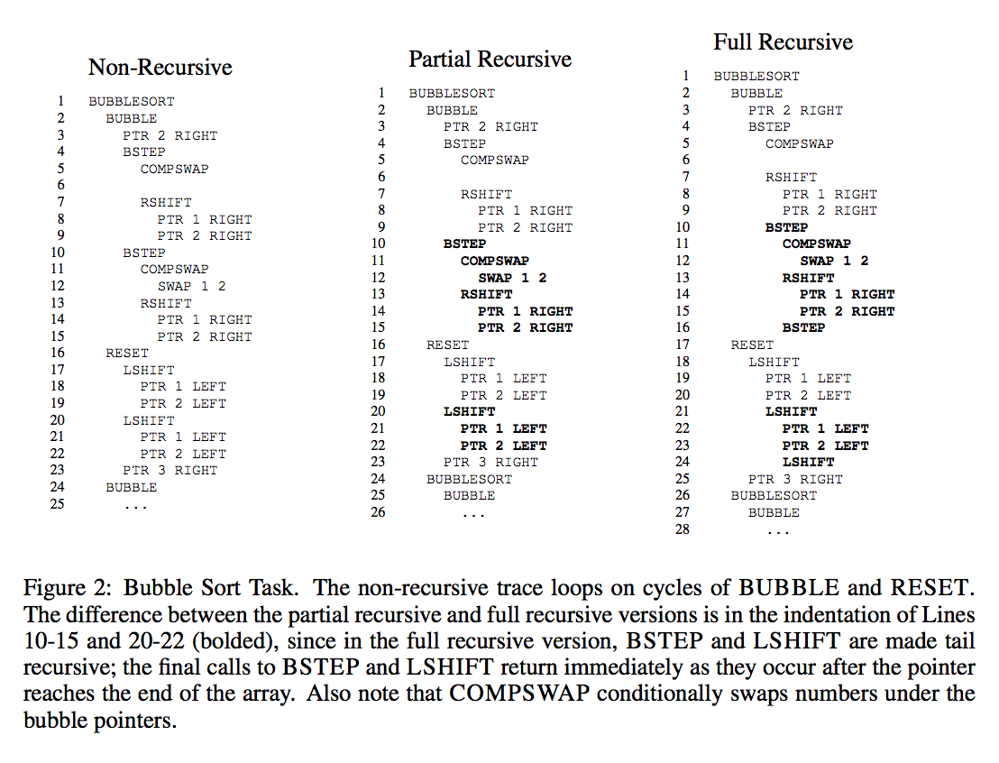 Non-Recursive
1 BUBBLESORT
2 BUBBLE
3 PTR 2 RIGHT
4 BSTEP
5 COMPSWAP
6
7 RSHIFT
8 PTR 1 RIGHT
9 PTR 2 RIGHT
10 BSTEP
11 COMPSWAP
12 SWAP 1 2
13 RSHIFT
14 PTR 1 RIGHT
15 PTR 2 RIGHT
16 RESET
17 LSHIFT
18 PTR 1 LEFT
19 PTR 2 LEFT
20 LSHIFT
21 PTR 1 LEFT
22 PTR 2 LEFT
23 PTR 3 RIGHT
24 BUBBLE
25 ...
Partial Recursive
1 BUBBLESORT
2 BUBBLE
3 PTR 2 RIGHT
4 BSTEP
5 COMPSWAP
6
7 RSHIFT
8 PTR 1 RIGHT
9 PTR 2 RIGHT
10 BSTEP
11 COMPSWAP
12 SWAP 1 2
13 RSHIFT
14 PTR 1 RIGHT
15 PTR 2 RIGHT
16 RESET
17 LSHIFT
18 PTR 1 LEFT
19 PTR 2 LEFT
20 LSHIFT
21 PTR 1 LEFT
22 PTR 2 LEFT
23 PTR 3 RIGHT
24 BUBBLESORT
25 BUBBLE
26 ...
Full Recursive
1 BUBBLESORT
2 BUBBLE
3 PTR 2 RIGHT
4 BSTEP
5 COMPSWAP
6
7 RSHIFT
8 PTR 1 RIGHT
9 PTR 2 RIGHT
10 BSTEP
11 COMPSWAP
12 SWAP 1 2
13 RSHIFT
14 PTR 1 RIGHT
15 PTR 2 RIGHT
16 BSTEP
17 RESET
18 LSHIFT
19 PTR 1 LEFT
20 PTR 2 LEFT
21 LSHIFT
22 PTR 1 LEFT
23 PTR 2 LEFT
24 LSHIFT
25 PTR 3 RIGHT
26 BUBBLESORT
27 BUBBLE
28 ...
Figure 2: Bubble Sort Task. The non-recursive trace loops on cycles of BUBBLE and RESET.
The difference between the partial recursive and full recursive versions is in the indentation of Lines
10-15 and 20-22 (bolded), since in the full recursive version, BSTEP and LSHIFT are made tail
recursive; the final calls to BSTEP and LSHIFT return immediately as they occur after the pointer
reaches the end of the array. Also note that COMPSWAP conditionally swaps numbers under the
bubble pointers.